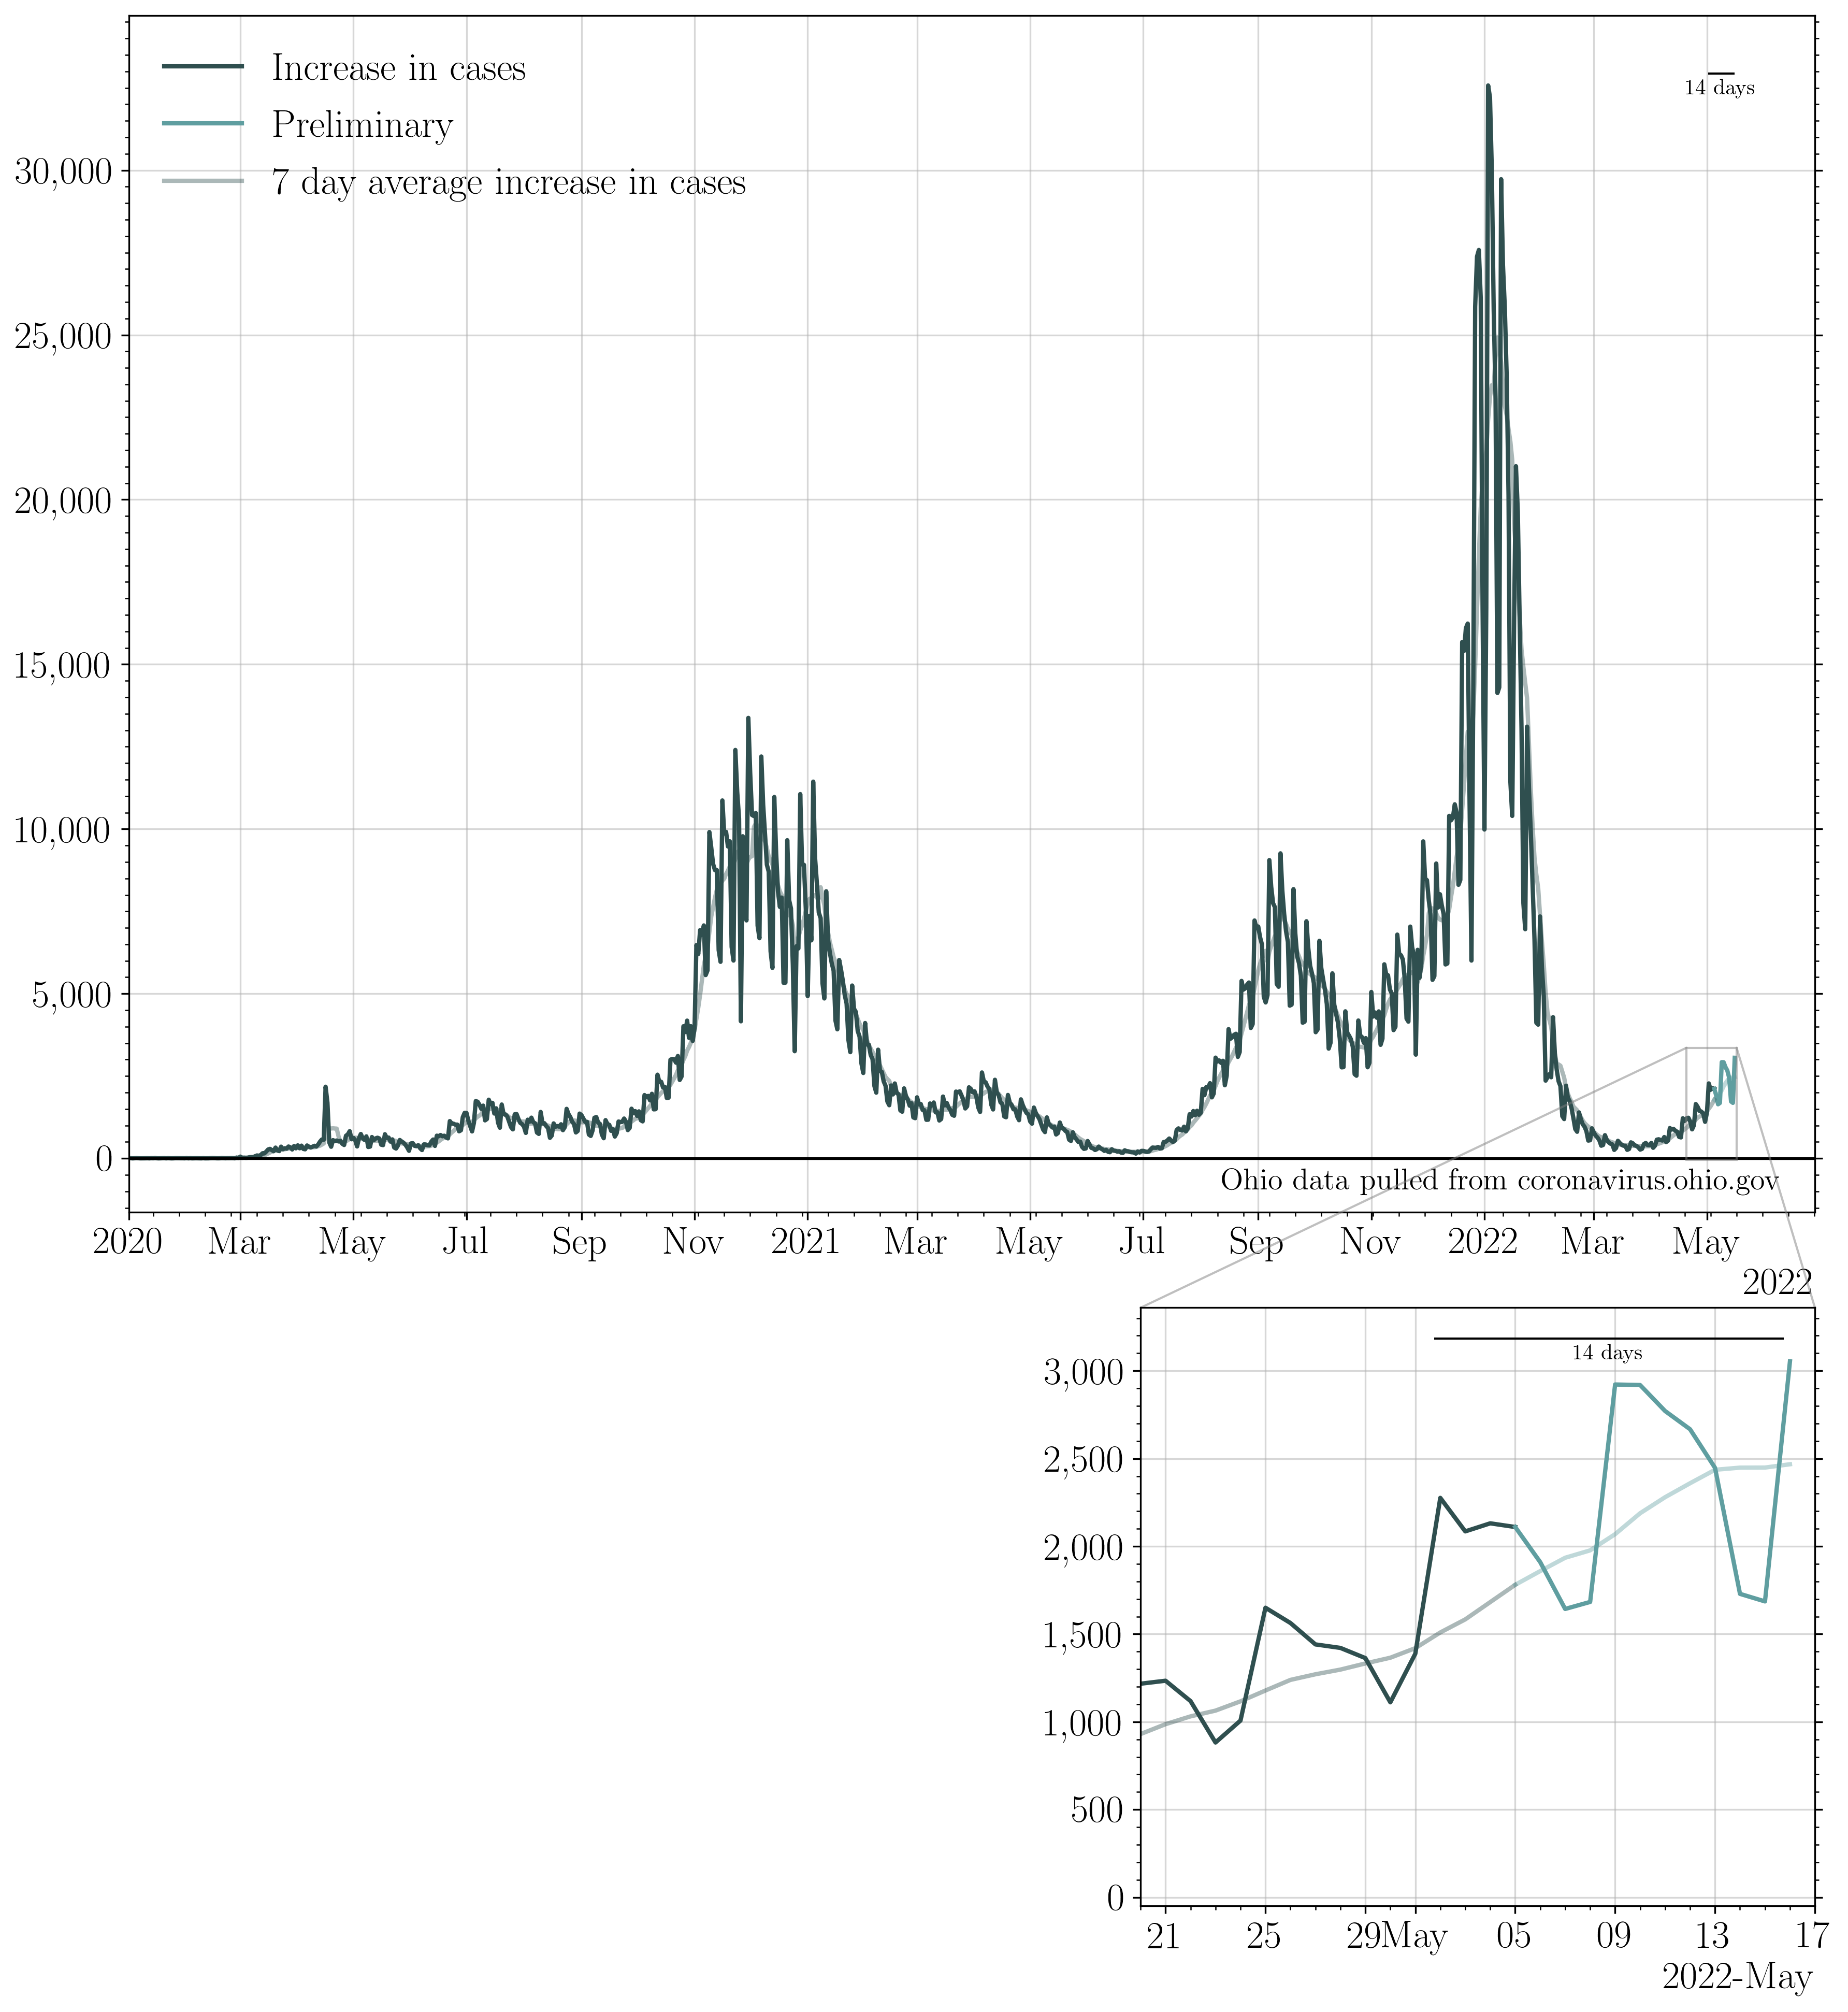 Increase in cases
Preliminary
7 day average increase in cases
14 days
30,000
25,000
20,000
15,000
10,000
5,000
0
Ohio data pulled from coronavirus.ohio.gov
2020 Mar May Jul Sep Nov 2021 Mar May Jul Sep Nov 2022 Mar May
2022
14 days
3,000
2,500
2,000
1,500
1,000
500
0
21 25 29 May 05 09 13 17
2022-May